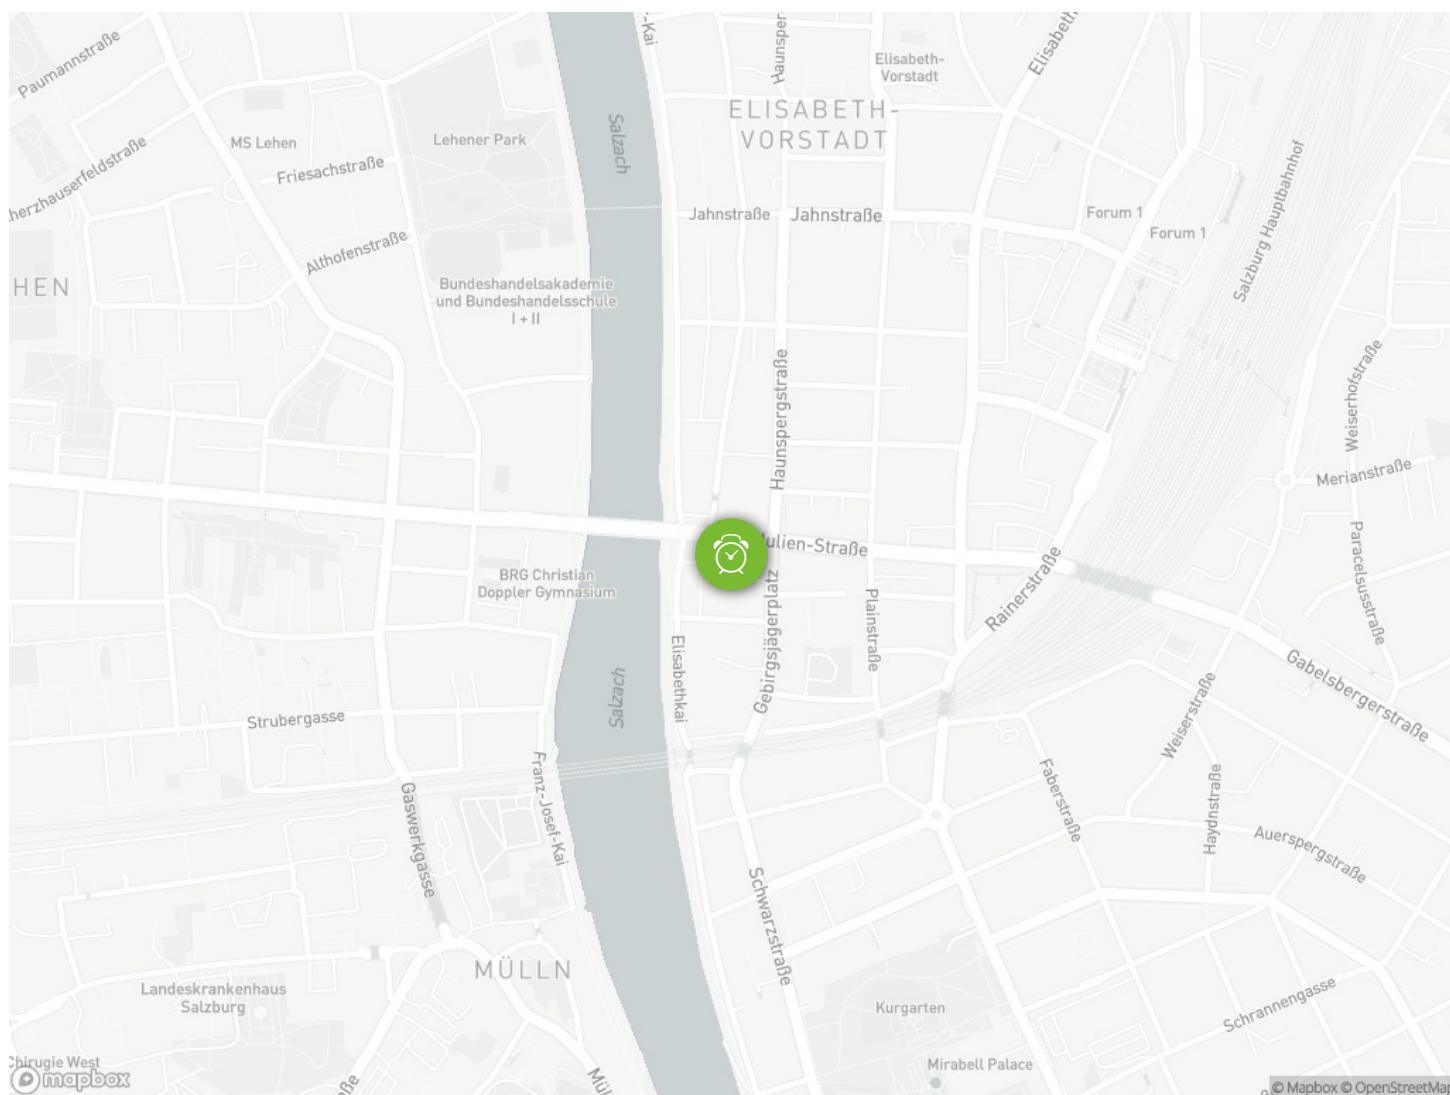 Paumannstraße
-Kai
Haunsper
Elisabeth-
Vorstadt
Elisabeth
ELISABETH-
VORSTADT
MS Lehen
Lehener Park
Salzach
Friesachstraße
herzhauserfeldstraße
Jahnstraße
Jahnstraße
Forum 1
Forum 1
Salzburg Hauptbahnhof
Althofenstraße
HEN
Bundeshandelsakademie
und Bundeshandelsschule
I + II
Haunspergstraße
Weiserhofstraße
Merianstraße
Julien-Straße
BRG Christian
Doppler Gymnasium
Rainerstraße
Paracelsusstraße
Plainstraße
Gebirgsjägerplatz
Elisabethkai
Salzach
Gabelsbergerstraße
Strubergasse
Weiserstraße
Franz-Josef-Kai
Gaswerkgasse
Faberstraße
Haydnstraße
Auerspergstraße
Schwarzstraße
MÜLLN
Landeskrankenhaus
Salzburg
Kurgarten
Schrannengasse
Chirugie West
Mirabell Palace
Mül
aße
mapbox
© Mapbox © OpenStreetMap